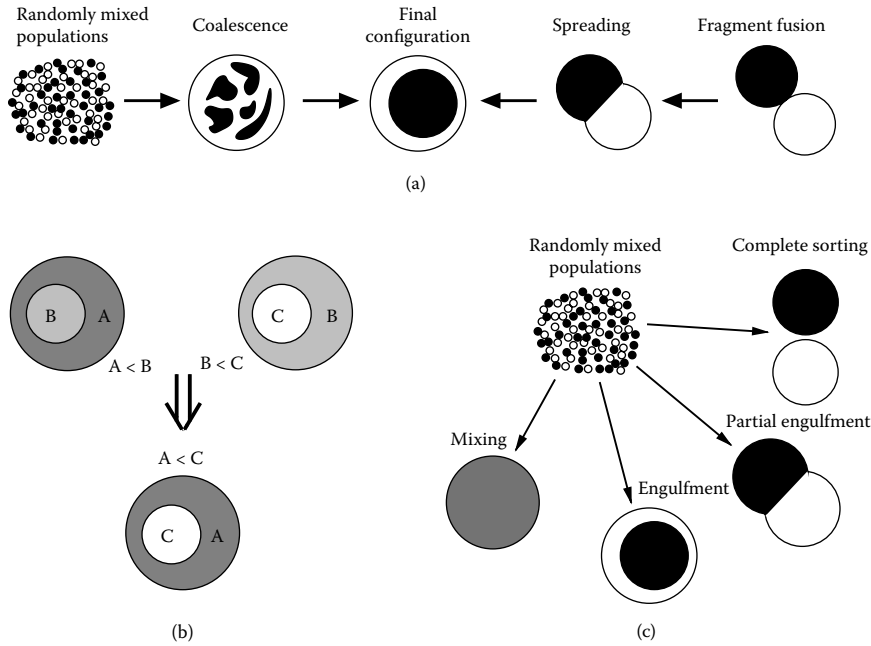 Randomly mixed
populations
Coalescence
Final
configuration
Spreading
Fragment fusion
(a)
B
A
A < B
C
B
B < C
A < C
C
A
(b)
Randomly mixed
populations
Complete sorting
Mixing
Engulfment
Partial engulfment
(c)